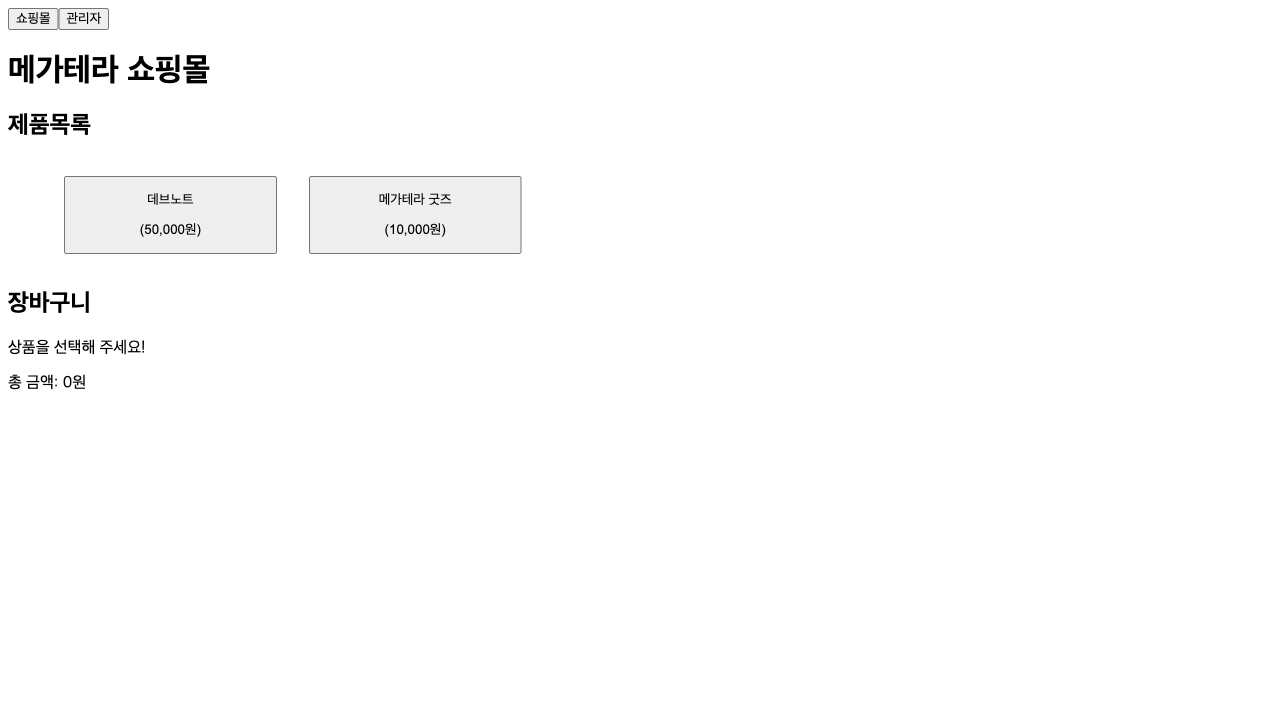 쇼핑몰 관리자
메가테라 쇼핑몰
제품목록
데브노트 메가테라 굿즈
(50,000원) (10,000원)
장바구니
상품을 선택해 주세요!
총 금액: 0원